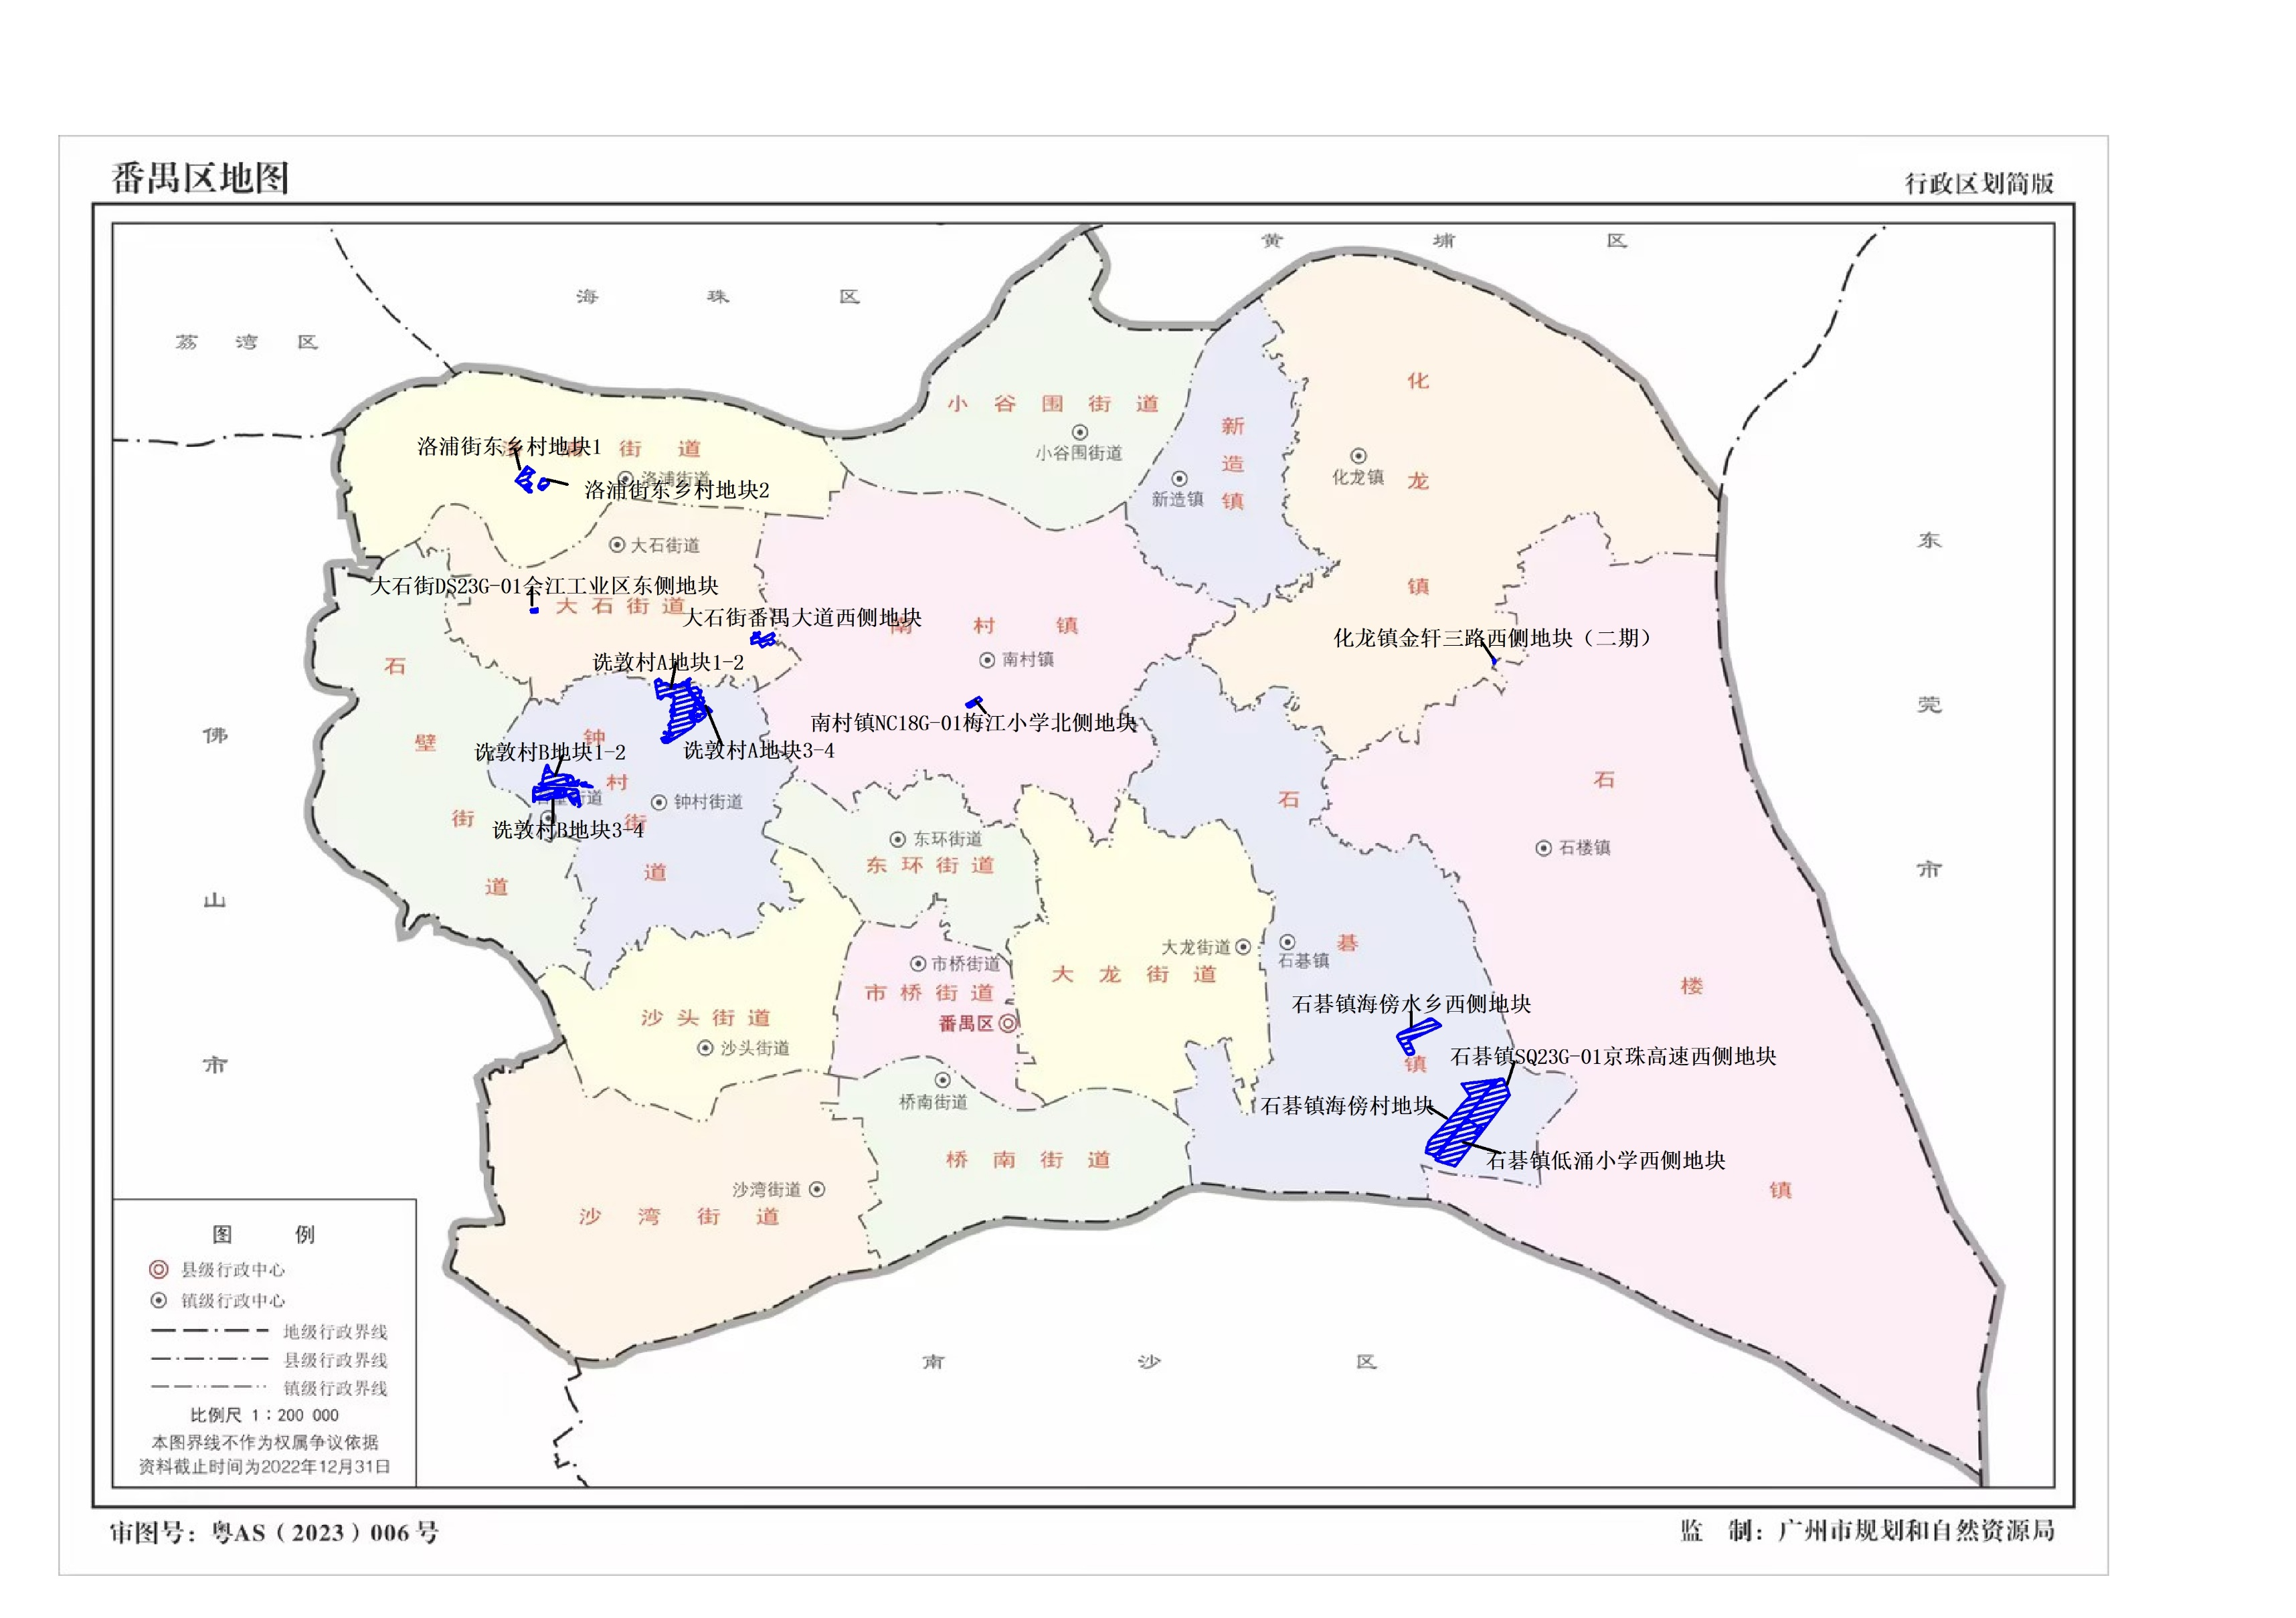 番禺区地图
行政区划简版
黄 埔 区
海 珠 区
荔 湾 区
化 龙 镇
小 谷 围 街 道
新 造 镇
小谷围街道
洛浦街东乡村地块1
街 道
化龙镇
洛浦街道
新造镇
洛浦街东乡村地块2
大石街道
东 莞 市
大石街DS23G-01会江工业区东侧地块
大 石 街 道
大石街番禺大道西侧地块
南 村 镇
化龙镇金轩三路西侧地块（二期）
诜敦村A地块1-2
南村镇
石 壁 街 道
南村镇NC18G-01梅江小学北侧地块
佛 山 市
钟 村 街 道
诜敦村B地块1-2
诜敦村A地块3-4
石 楼 镇
石 碁 镇
钟村街道
诜敦村B地块3-4
东环街道
石楼镇
东 环 街 道
大龙街道
石碁镇
市桥街道
大 龙 街 道
市 桥 街 道
石碁镇海傍水乡西侧地块
沙 头 街 道
番禺区
沙头街道
石碁镇SQ23G-01京珠高速西侧地块
桥南街道
石碁镇海傍村地块
桥 南 街 道
石碁镇低涌小学西侧地块
沙湾街道
沙 湾 街 道
南 沙 区
图 例
县级行政中心
镇级行政中心
地级行政界线
县级行政界线
镇级行政界线
比例尺 1：200 000
本图界线不作为权属争议依据
资料截止时间为2022年12月31日
审图号：粤AS（2023）006号
监 制：广州市规划和自然资源局